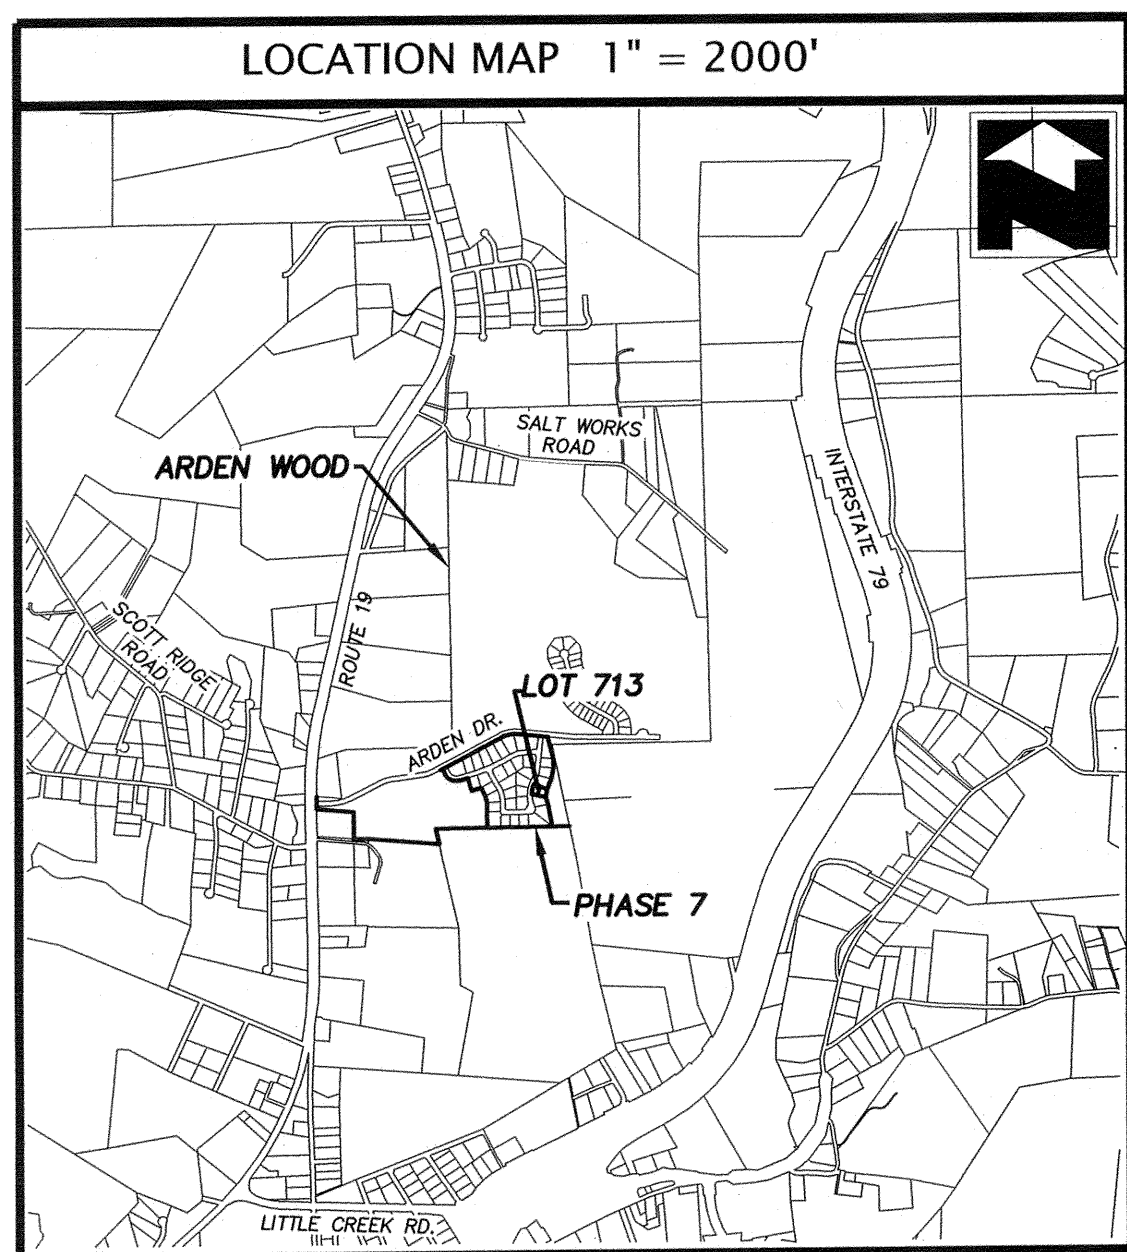 LOCATION MAP 1" = 2000'
N
SALT WORKS
ROAD
ARDEN WOOD
INTERSTATE 79
SCOTT RIDGE
ROAD
ROUTE 19
LOT 713
ARDEN DR.
PHASE 7
LITTLE CREEK RD.